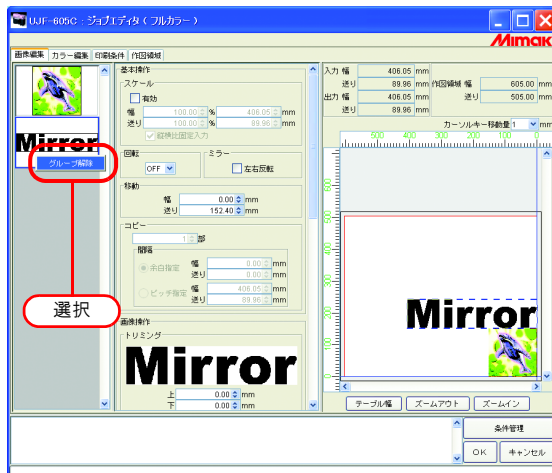 UJF-605C : ジョブエディタ ( フルカラー )
Mimaki
画像編集 カラー編集 印刷条件 作図領域
Mirror
グループ解除
選択
基本操作
スケール
有効
幅 100.00 % 406.05 mm
送り 100.00 % 89.96 mm
縦横比固定入力
回転
OFF
ミラー
左右反転
移動
幅 0.00 mm
送り 152.40 mm
コピー
1 部
間隔
余白指定 幅 0.00 mm
送り 0.00 mm
ピッチ指定 幅 406.05 mm
送り 89.96 mm
画像操作
トリミング
Mirror
上 0.00 mm
下 0.00 mm
入力 幅 406.05 mm
送り 89.96 mm 作図領域 幅 605.00 mm
出力 幅 406.05 mm 送り 505.00 mm
送り 89.96 mm
カーソルキー移動量 1 mm
500 400 300 200 100 0
500
400
300
200
100
0
Mirror
テーブル幅 ズームアウト ズームイン
条件管理
OK キャンセル